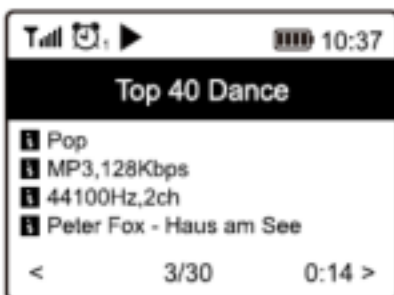 10:37
Top 40 Dance
Pop
MP3,128Kbps
44100Hz,2ch
Peter Fox - Haus am See
< 3/30 0:14 >